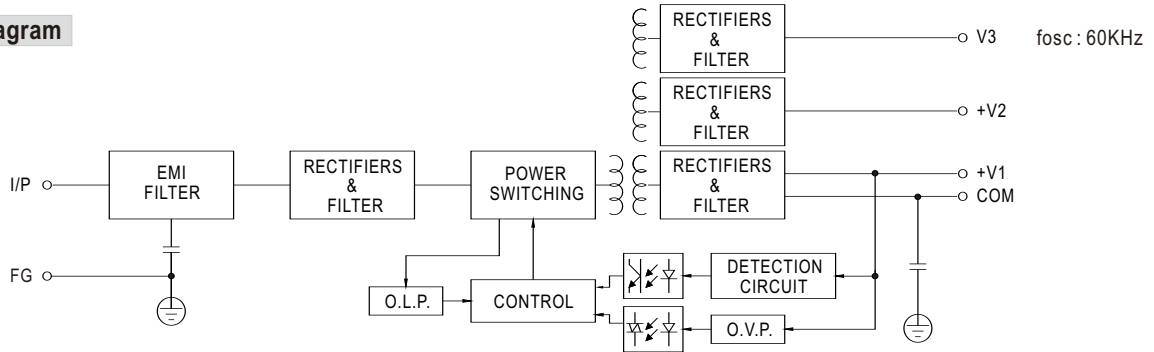 RECTIFIERS
&
FILTER
V3
fosc : 60KHz
RECTIFIERS
&
FILTER
+V2
I/P
EMI
FILTER
RECTIFIERS
&
FILTER
POWER
SWITCHING
RECTIFIERS
&
FILTER
+V1
COM
FG
O.L.P.
CONTROL
DETECTION
CIRCUIT
O.V.P.